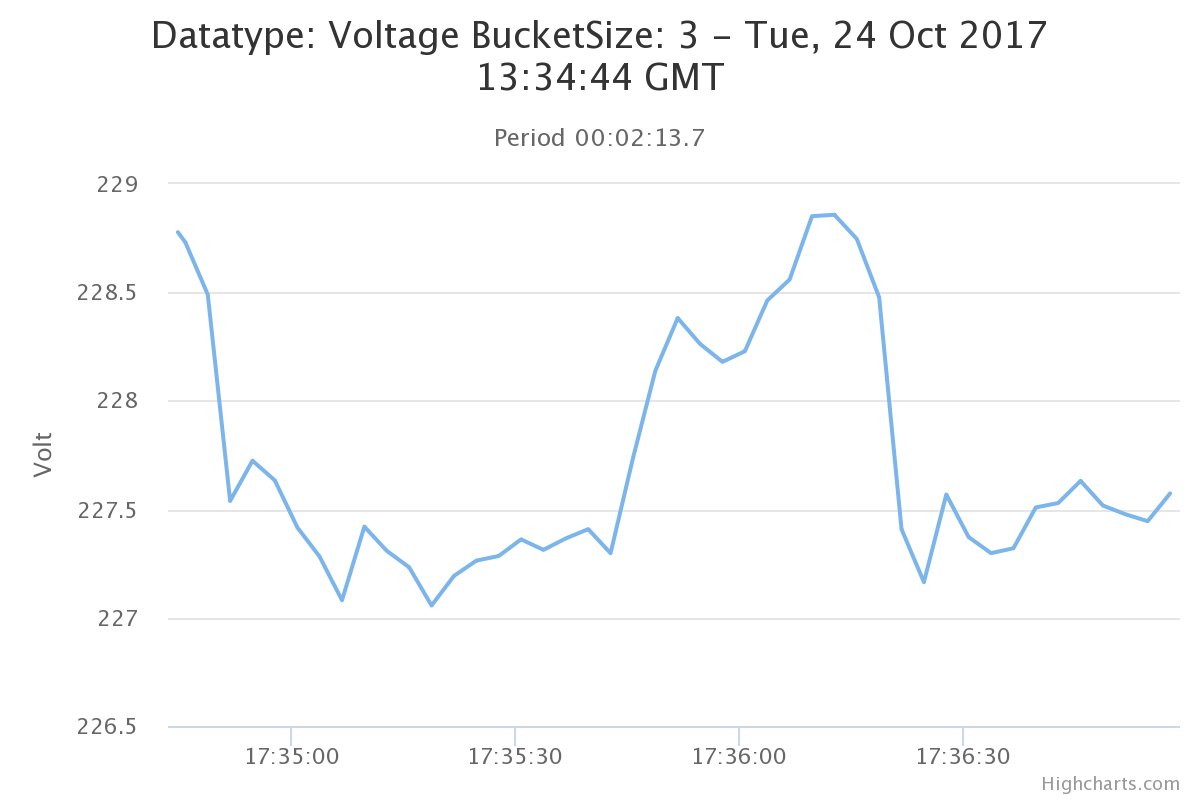 Datatype: Voltage BucketSize: 3 – Tue, 24 Oct 2017
13:34:44 GMT
Period 00:02:13.7
229
228.5
228
Volt
227.5
227
226.5
17:35:00 17:35:30 17:36:00 17:36:30
Highcharts.com